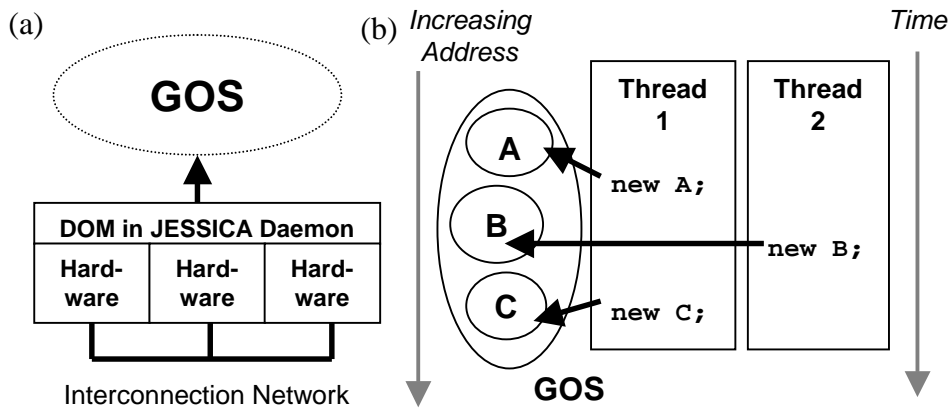 (a)
GOS
DOM in JESSICA Daemon
Hard-
ware
Hard-
ware
Hard-
ware
Interconnection Network
(b)
Increasing
Address
Time
Thread
1
Thread
2
A
new A;
B
new B;
C
new C;
GOS